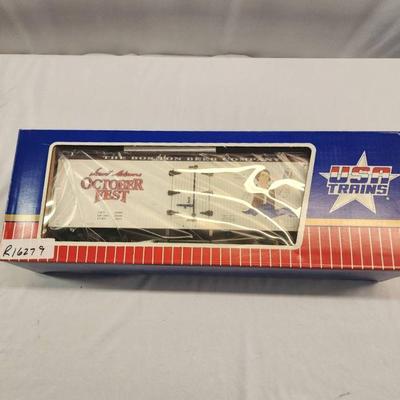 THE BOSTON BEER COMPANY
Samuel Adams
OCTOBER
FEST
USA
TRAINS
R16279